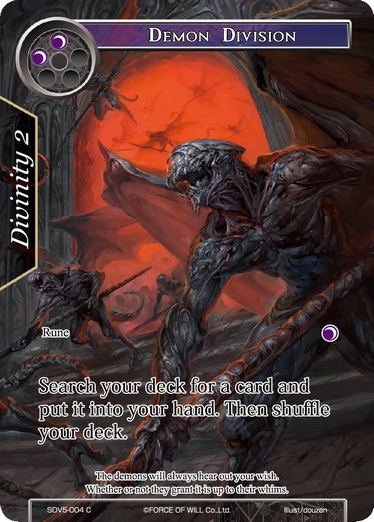 Demon Division
Divinity 2
Rune
Search your deck for a card and
put it into your hand. Then shuffle
your deck.
The demons will always hear out your wish.
Whether or not they grant it is up to their whims.
SDV5-004 C ©FORCE OF WILL Co.,Ltd. Illust/douzen